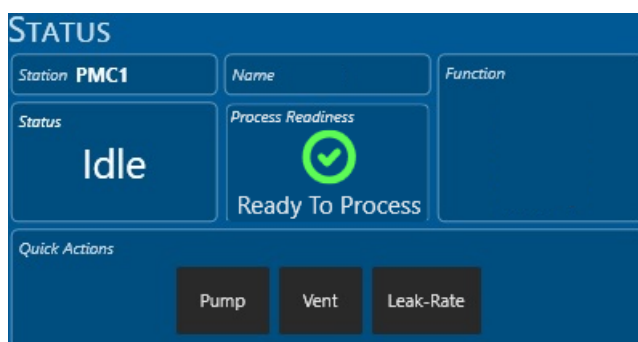 STATUS
Station PMC1
Name
Function
Status
Idle
Process Readiness
Ready To Process
Quick Actions
Pump
Vent
Leak-Rate